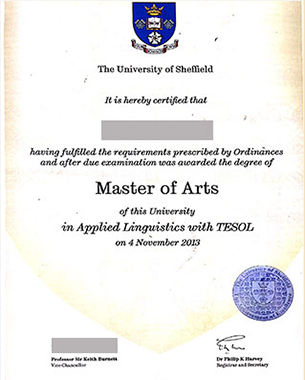 The University of Sheffield
It is hereby certified that
having fulfilled the requirements prescribed by Ordinances
and after due examination was awarded the degree of
Master of Arts
of this University
in Applied Linguistics with TESOL
on 4 November 2013
Professor Sir Keith Burnett
Vice-Chancellor
Dr Philip K Harvey
Registrar and Secretary